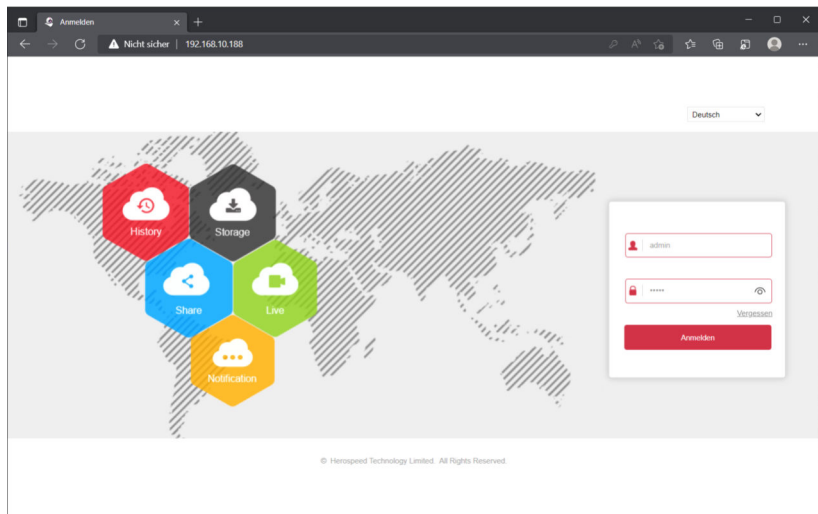 Anmelden
Nicht sicher | 192.168.10.188
Deutsch
History
Storage
admin
Share
Live
Vergessen
Anmelden
Notification
© Herospeed Technology Limited. All Rights Reserved.